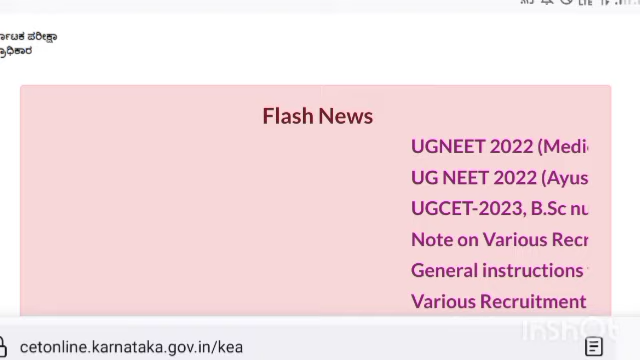 ಪರೀಕ್ಷಾ
Flash News
UGNEET 2022 (Medi
UG NEET 2022 (Ayus
UGCET-2023, B.Sc nu
Note on Various Recr
General instructions
Various Recruitment
cetonline.karnataka.gov.in/kea
InShOt